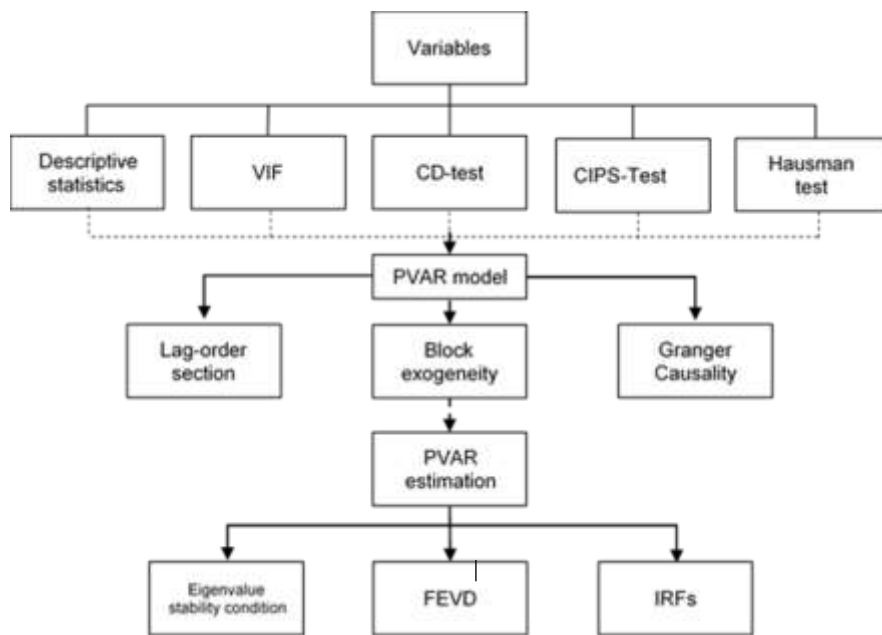 Variables
Descriptive
statistics
VIF
CD-test
CIPS-Test
Hausman
test
PVAR model
Lag-order
section
Block
exogeneity
Granger
Causality
PVAR
estimation
Eigenvalue
stability condition
FEVD
IRFs